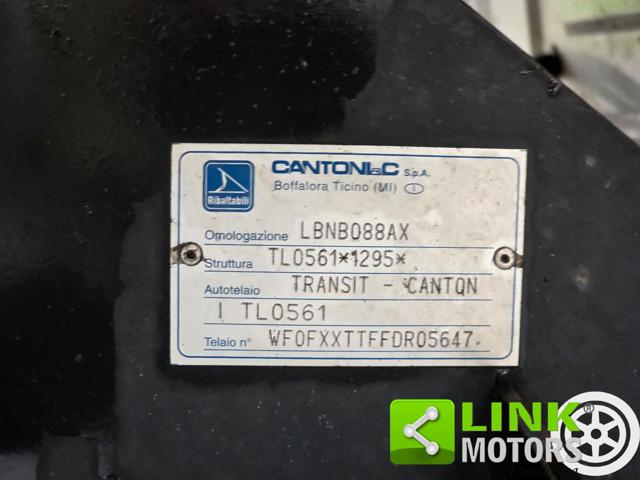 CANTONI&C S.p.A.
Boffalora Ticino (MI) I
Ribaltabili
Omologazione LBNB088AX
Struttura TL0561*1295*
Autotelaio TRANSIT - CANTON
I TL0561
Telaio n° WF0FXXTTFFDR05647.
LINK
MOTORS
®